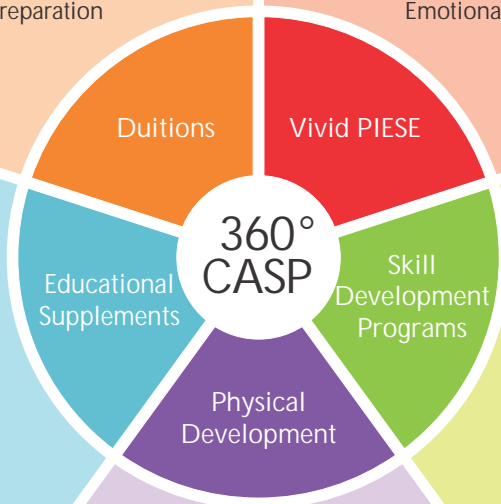 reparation
Emotiona
Duitions
Vivid PIESE
360°
CASP
Educational
Supplements
Skill
Development
Programs
Physical
Development